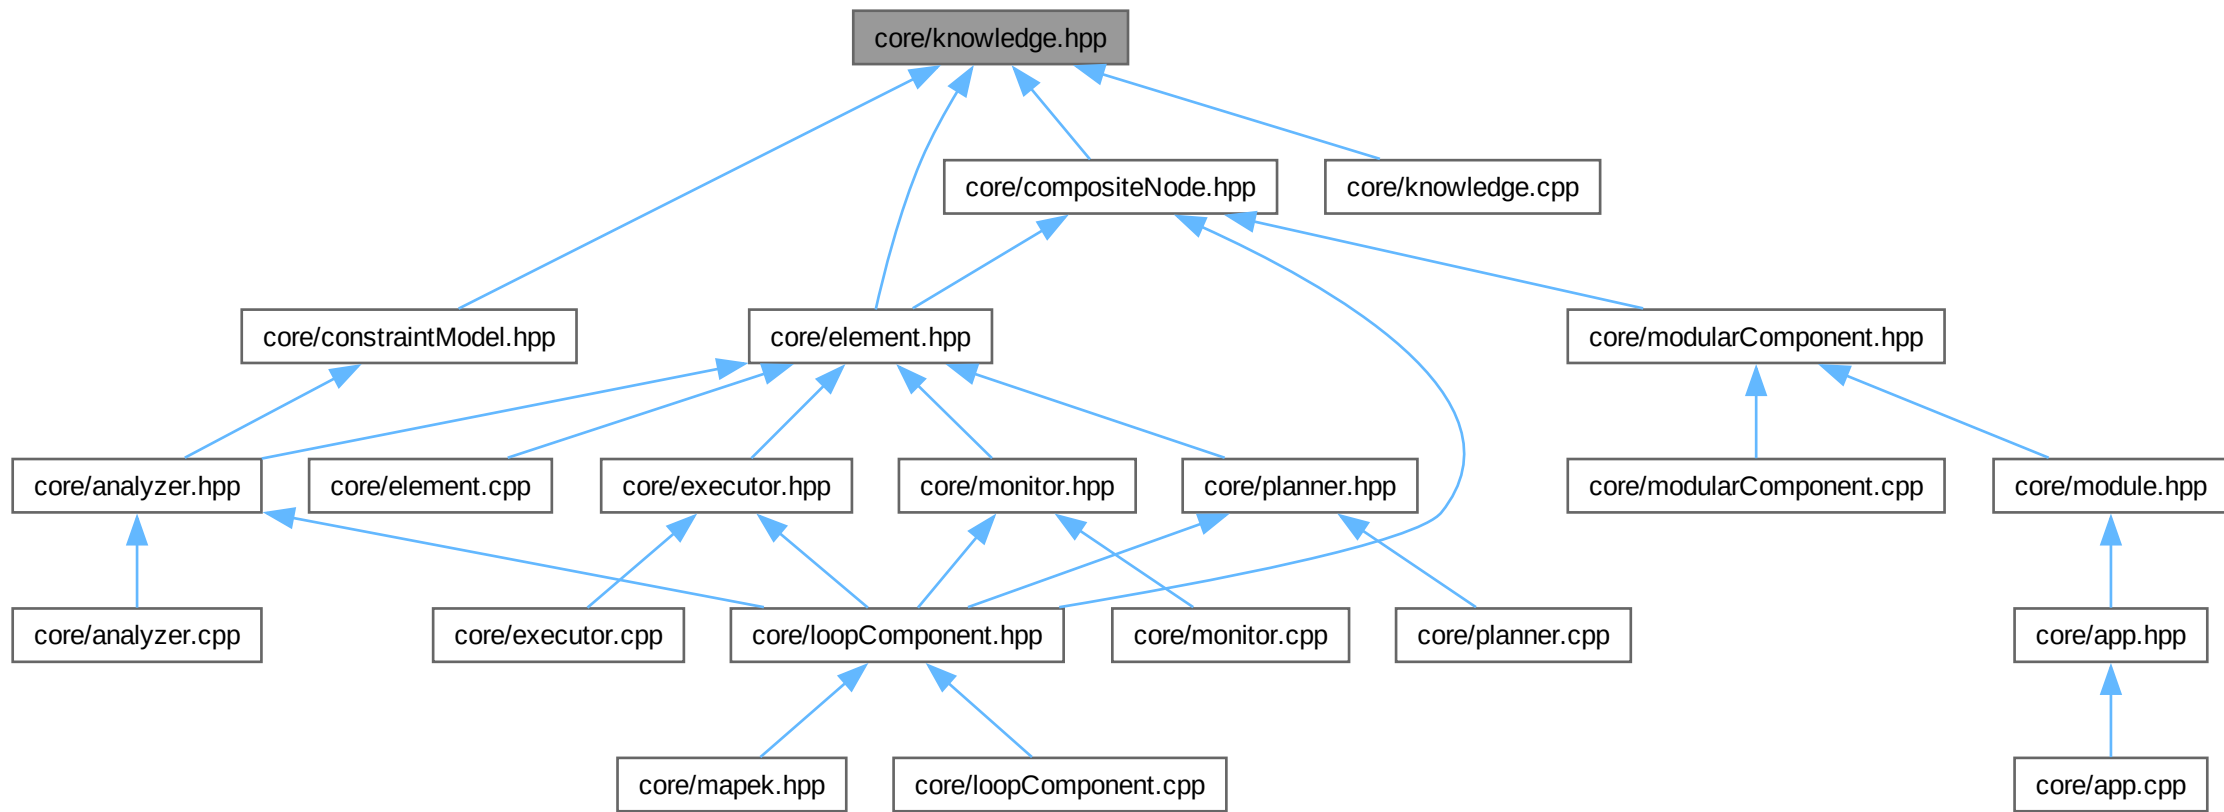 core/knowledge.hpp
core/compositeNode.hpp
core/knowledge.cpp
core/constraintModel.hpp
core/element.hpp
core/modularComponent.hpp
core/analyzer.hpp
core/element.cpp
core/executor.hpp
core/monitor.hpp
core/planner.hpp
core/modularComponent.cpp
core/module.hpp
core/analyzer.cpp
core/executor.cpp
core/loopComponent.hpp
core/monitor.cpp
core/planner.cpp
core/app.hpp
core/mapek.hpp
core/loopComponent.cpp
core/app.cpp